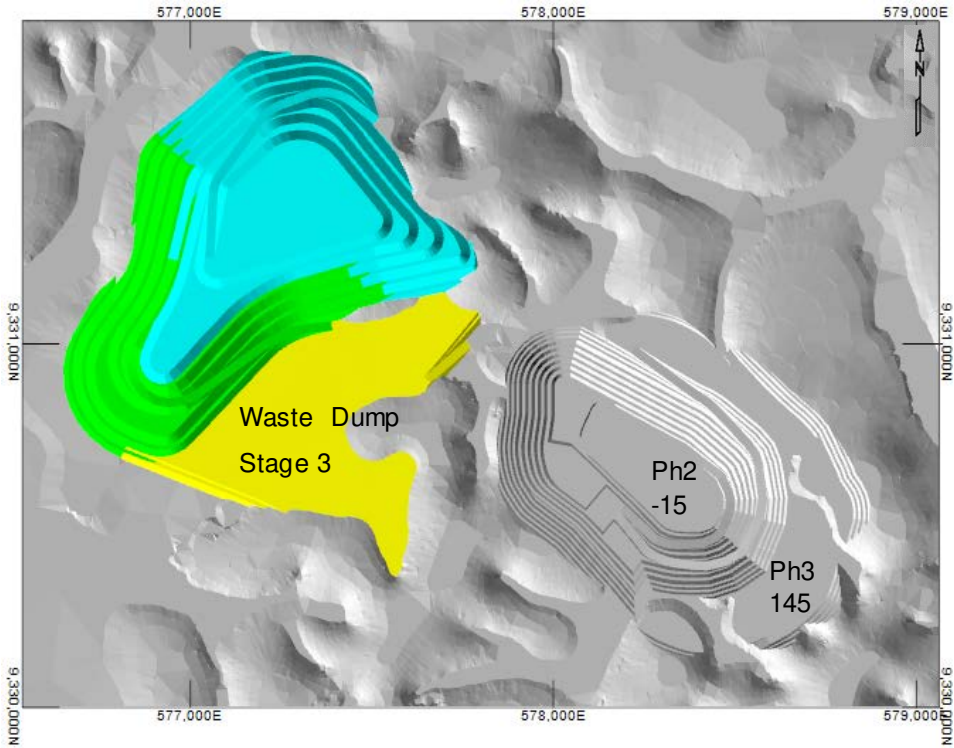 577,000E
578,000E
579,000E
N
9,331,000N
9,331,000N
Waste Dump
Stage 3
Ph2
-15
Ph3
145
9,330,000N
9,330,000N
577,000E
578,000E
579,000E